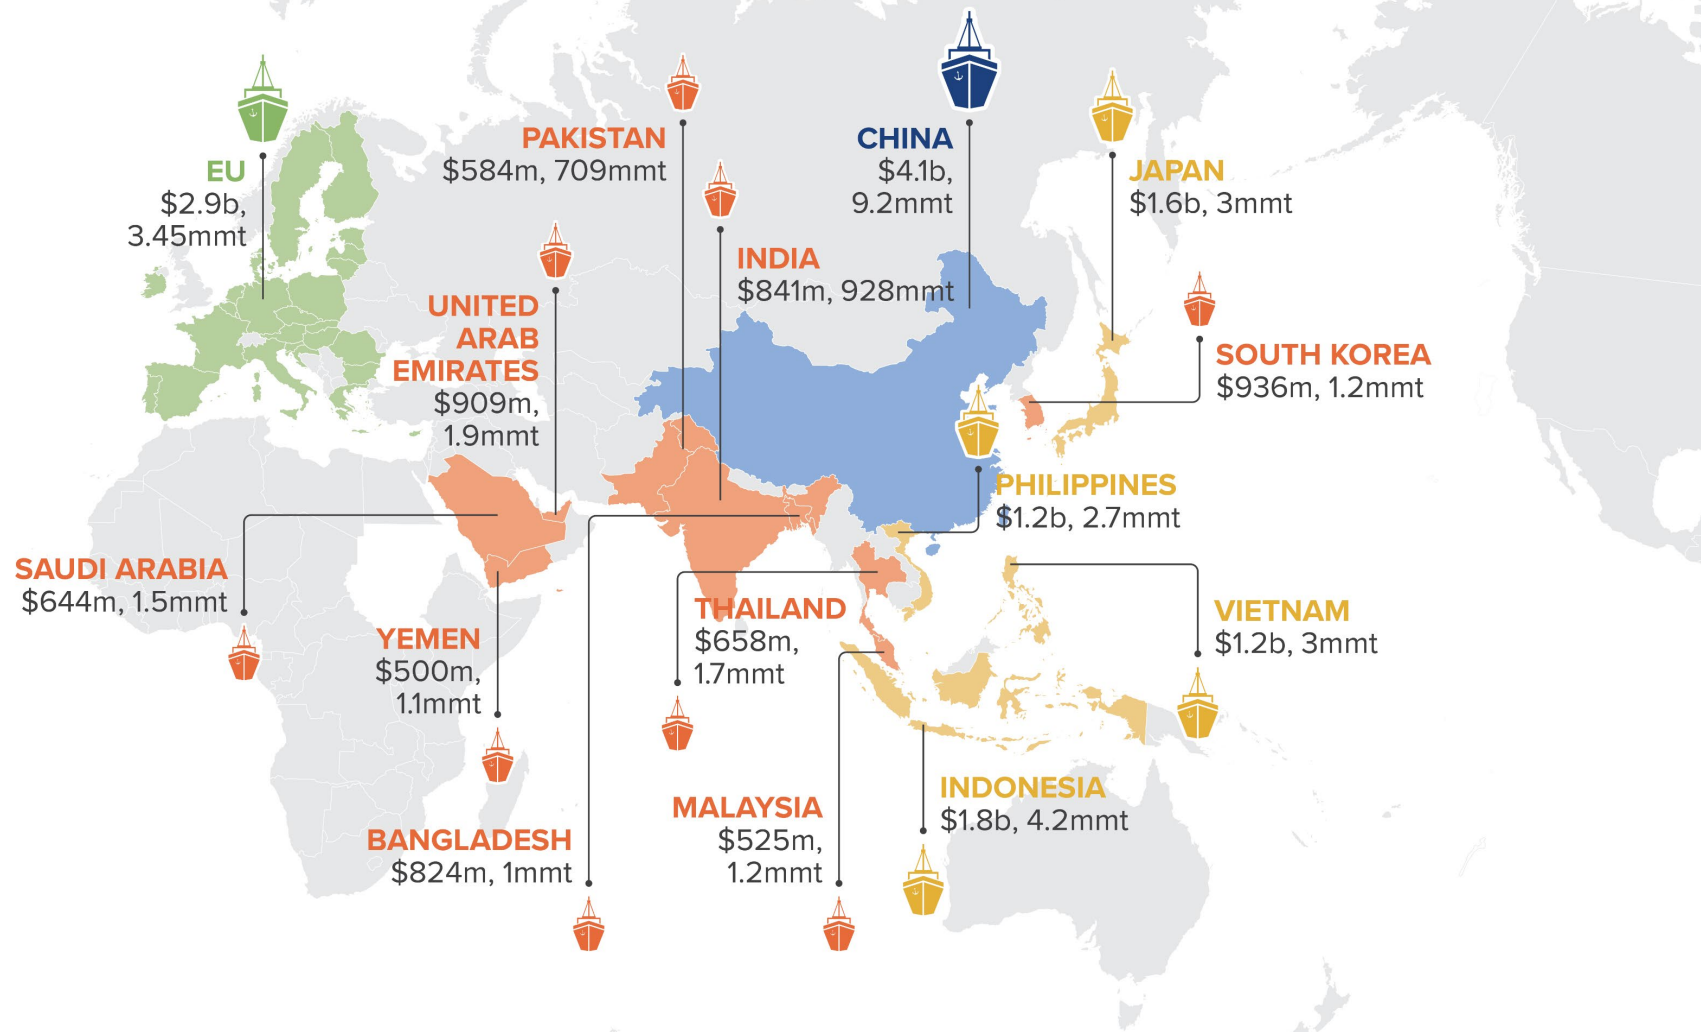 PAKISTAN
$584m, 709mmt
CHINA
$4.1b,
9.2mmt
EU
$2.9b,
3.45mmt
JAPAN
$1.6b, 3mmt
INDIA
$841m, 928mmt
UNITED
ARAB
EMIRATES
$909m,
1.9mmt
SOUTH KOREA
$936m, 1.2mmt
PHILIPPINES
$1.2b, 2.7mmt
SAUDI ARABIA
$644m, 1.5mmt
YEMEN
$500m,
1.1mmt
THAILAND
$658m,
1.7mmt
VIETNAM
$1.2b, 3mmt
BANGLADESH
$824m, 1mmt
MALAYSIA
$525m,
1.2mmt
INDONESIA
$1.8b, 4.2mmt